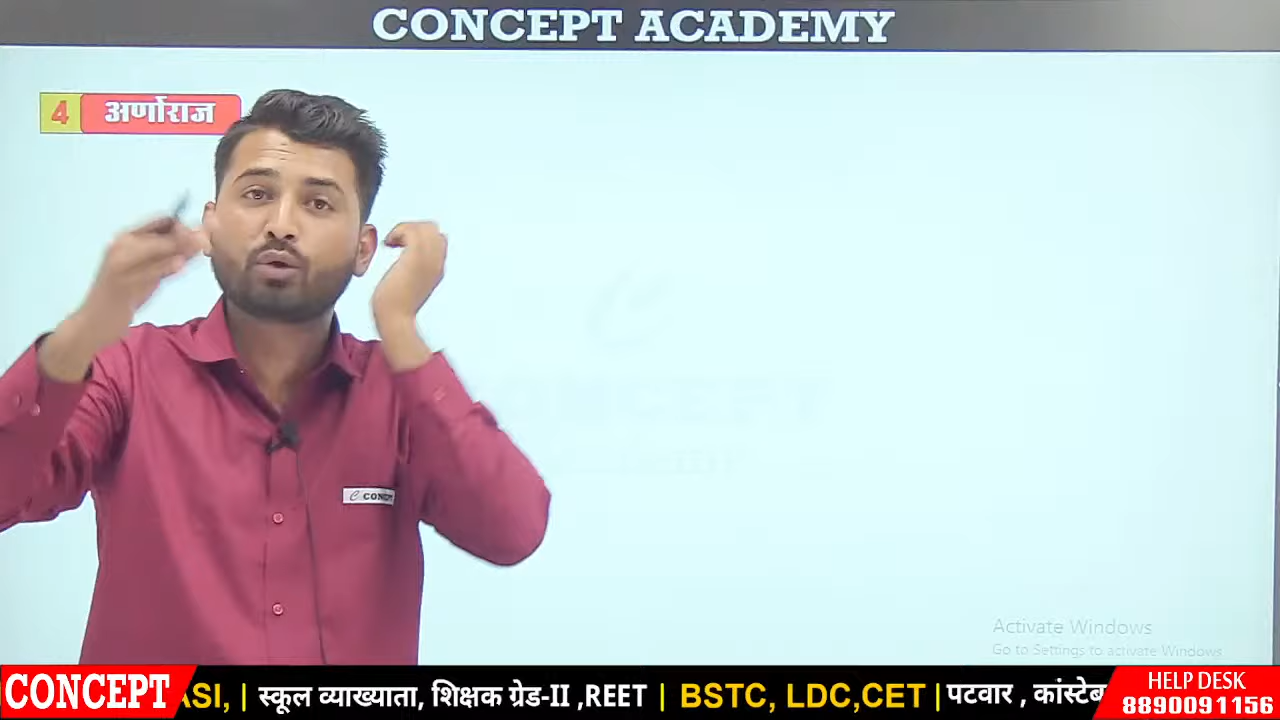 CONCEPT ACADEMY
4 अर्णोराज
CONCEPT
CONCEPT
Activate Windows
Go to Settings to activate Windows.
CONCEPT ASI, | स्कूल व्याख्याता, शिक्षक ग्रेड-II ,REET | BSTC, LDC,CET | पटवार , कांस्टेब HELP DESK
8890091156